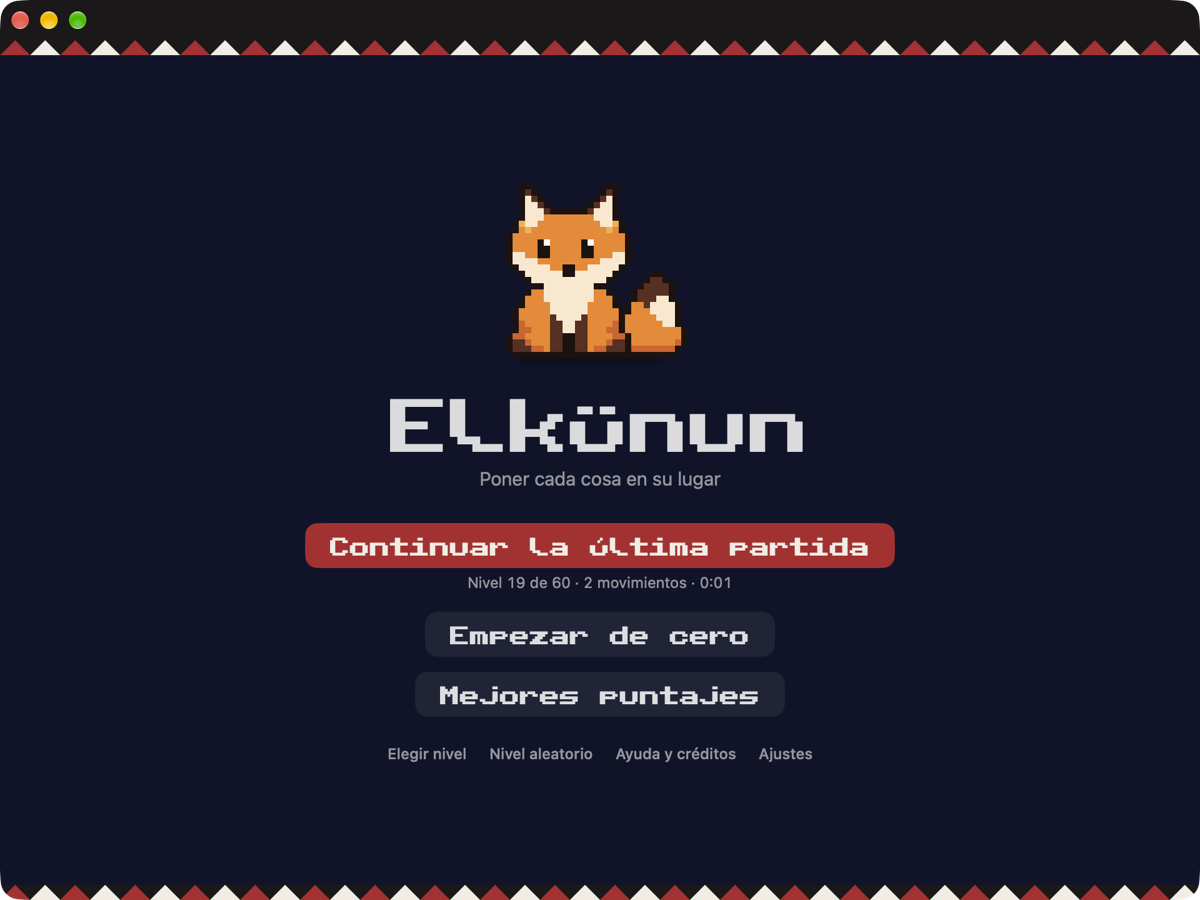 Elkünun
Poner cada cosa en su lugar
Continuar la última partida
Nivel 19 de 60 · 2 movimientos · 0:01
Empezar de cero
Mejores puntajes
Elegir nivel Nivel aleatorio Ayuda y créditos Ajustes